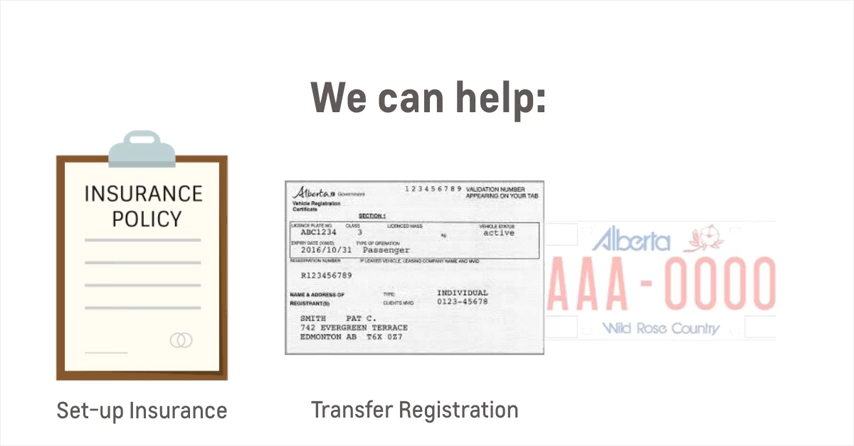 We can help:
INSURANCE
POLICY
Alberta Government
1 2 3 4 5 6 7 8 9 VALIDATION NUMBER
APPEARING ON YOUR TAB
Vehicle Registration
Certificate
SECTION 1
LICENCE PLATE NO. CLASS LICENCED MASS VEHICLE STATUS
ABC1234 3 kg active
EXPIRY DATE (Y/M/D) TYPE OF OPERATION
2016/10/31 Passenger
REGISTRATION NUMBER IF LEASED VEHICLE, LEASING COMPANY NAME AND MVID
R123456789
NAME & ADDRESS OF TYPE: INDIVIDUAL
REGISTRANT(S) CLIENTS MVID 0123-45678
SMITH PAT C.
742 EVERGREEN TERRACE
EDMONTON AB T6X 0Z7
Alberta
AAA-0000
Wild Rose Country
Set-up Insurance
Transfer Registration